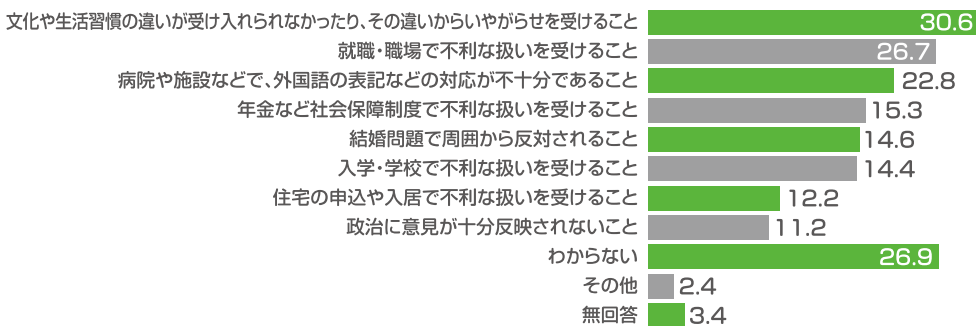 文化や生活習慣の違いが受け入れられなかったり、その違いからいやがらせを受けること 30.6
就職・職場で不利な扱いを受けること 26.7
病院や施設などで、外国語の表記などの対応が不十分であること 22.8
年金など社会保障制度で不利な扱いを受けること 15.3
結婚問題で周囲から反対されること 14.6
入学・学校で不利な扱いを受けること 14.4
住宅の申込や入居で不利な扱いを受けること 12.2
政治に意見が十分反映されないこと 11.2
わからない 26.9
その他 2.4
無回答 3.4